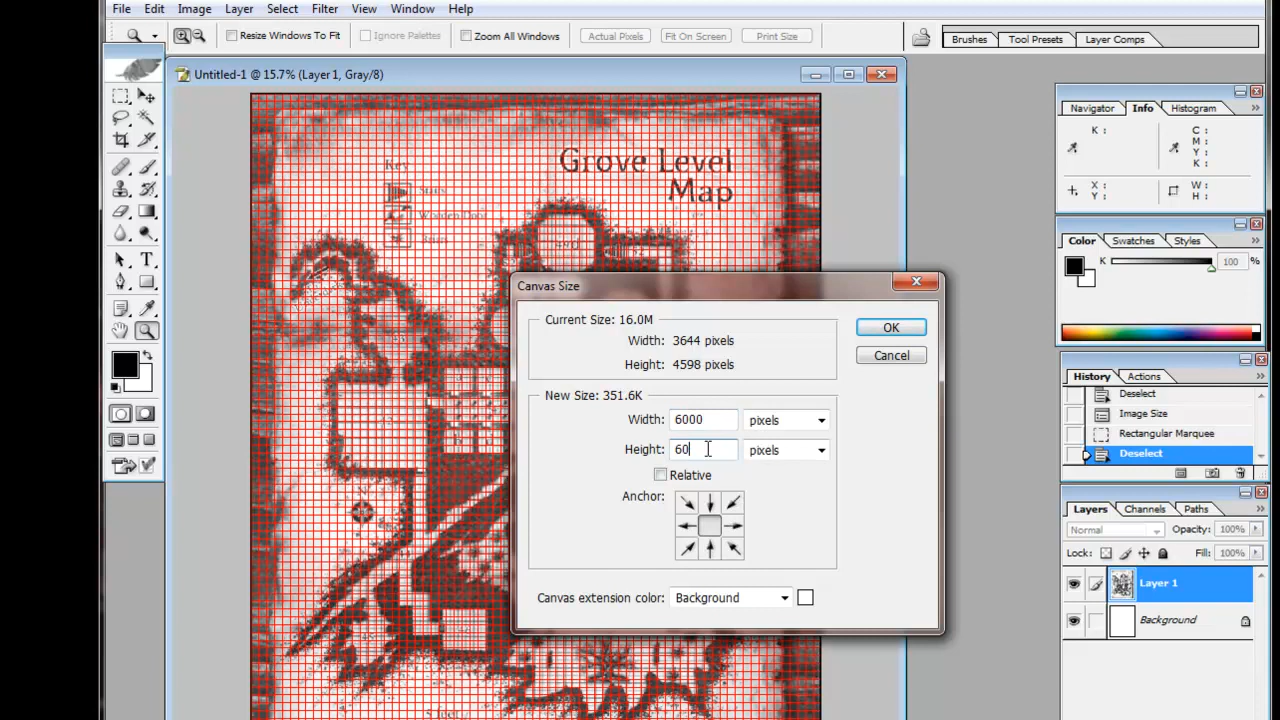 File Edit Image Layer Select Filter View Window Help
Resize Windows To Fit Ignore Palettes Zoom All Windows Actual Pixels Fit On Screen Print Size Brushes Tool Presets Layer Comps
Untitled-1 @ 15.7% (Layer 1, Gray/8)
Navigator Info Histogram
K : C :
M :
Y :
K :
X : W :
Y : H :
Grove Level
Map
Key
Stairs
Wooden Door
Color Swatches Styles
K 100 %
Canvas Size
Current Size: 16.0M
Width: 3644 pixels
Height: 4598 pixels
OK
Cancel
New Size: 351.6K
Width: 6000 pixels
Height: 60 pixels
Relative
Anchor:
Canvas extension color: Background
History Actions
Deselect
Image Size
Rectangular Marquee
Deselect
Layers Channels Paths
Normal Opacity: 100%
Lock: Fill: 100%
Layer 1
Background